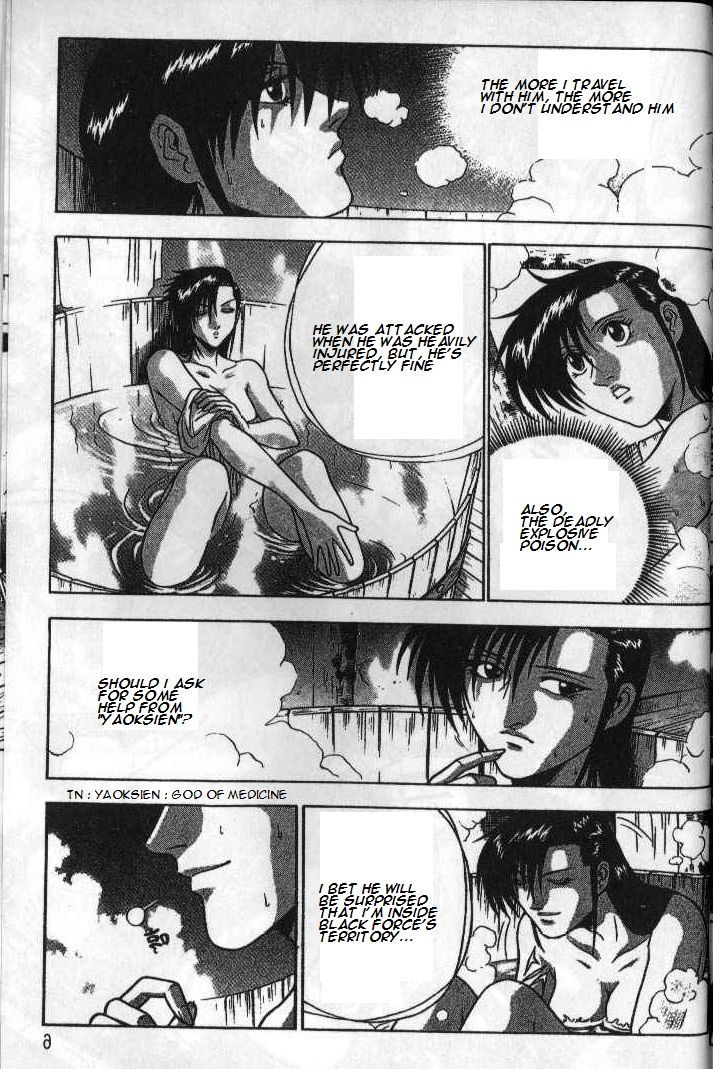 THE MORE I TRAVEL
WITH HIM, THE MORE
I DON'T UNDERSTAND HIM
HE WAS ATTACKED
WHEN HE WAS HEAVILY
INJURED, BUT, HE'S
PERFECTLY FINE
ALSO,
THE DEADLY
EXPLOSIVE
POISON...
SHOULD I ASK
FOR SOME
HELP FROM
"YAOKSIEN"?
TN : YAOKSIEN : GOD OF MEDICINE
I BET HE WILL
BE SURPRISED
THAT I'M INSIDE
BLACK FORCE'S
TERRITORY...